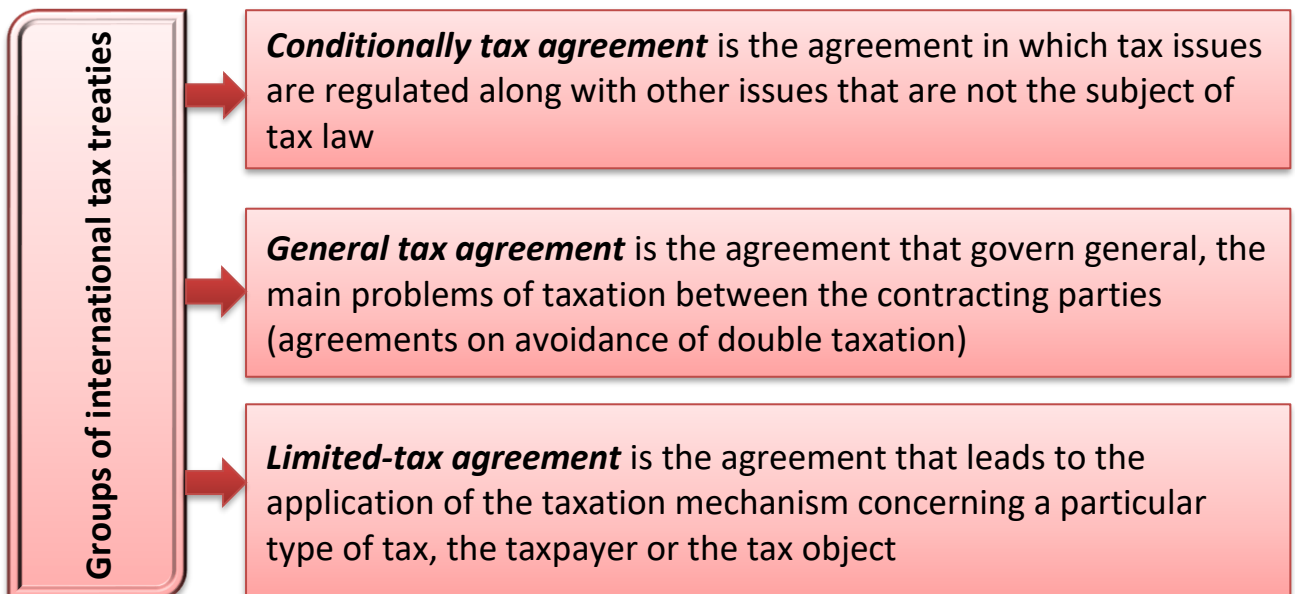 Groups of international tax treaties
Conditionally tax agreement is the agreement in which tax issues
are regulated along with other issues that are not the subject of
tax law
General tax agreement is the agreement that govern general, the
main problems of taxation between the contracting parties
(agreements on avoidance of double taxation)
Limited-tax agreement is the agreement that leads to the
application of the taxation mechanism concerning a particular
type of tax, the taxpayer or the tax object